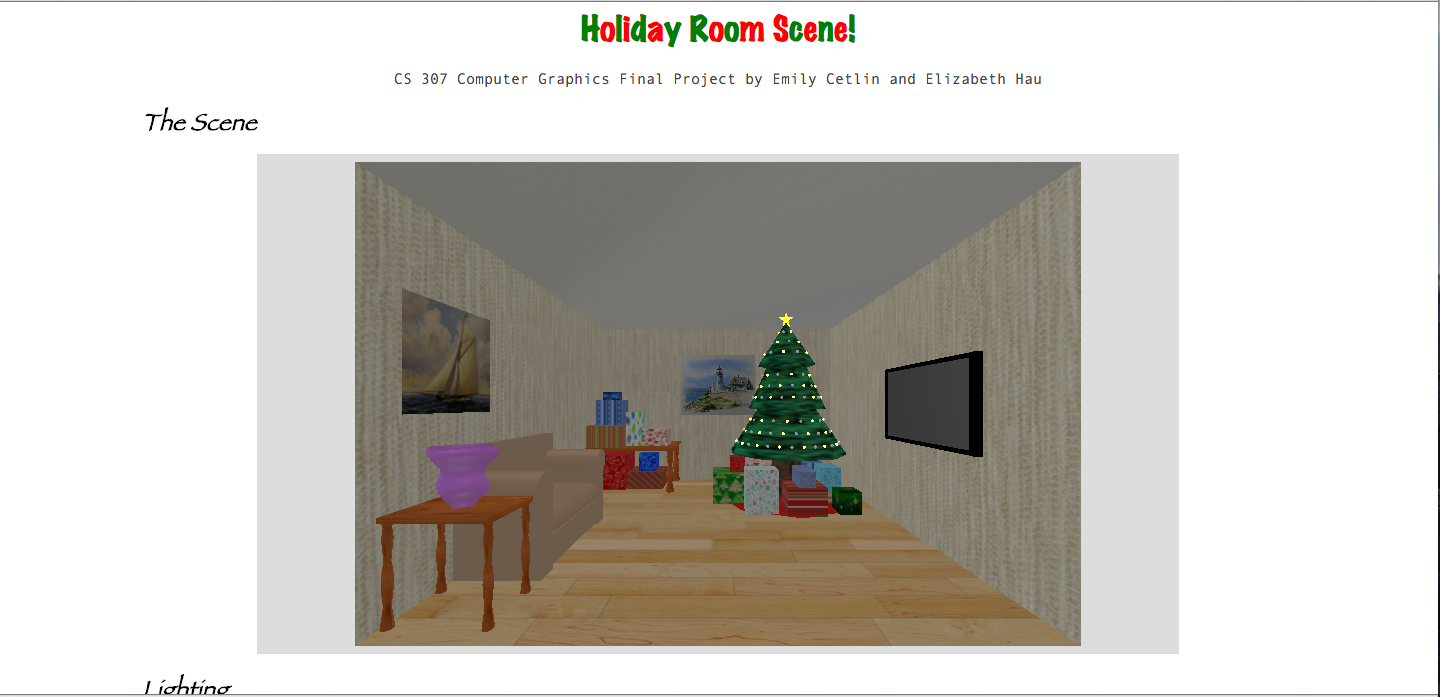 Holiday Room Scene!
CS 307 Computer Graphics Final Project by Emily Cetlin and Elizabeth Hau
The Scene
Lighting